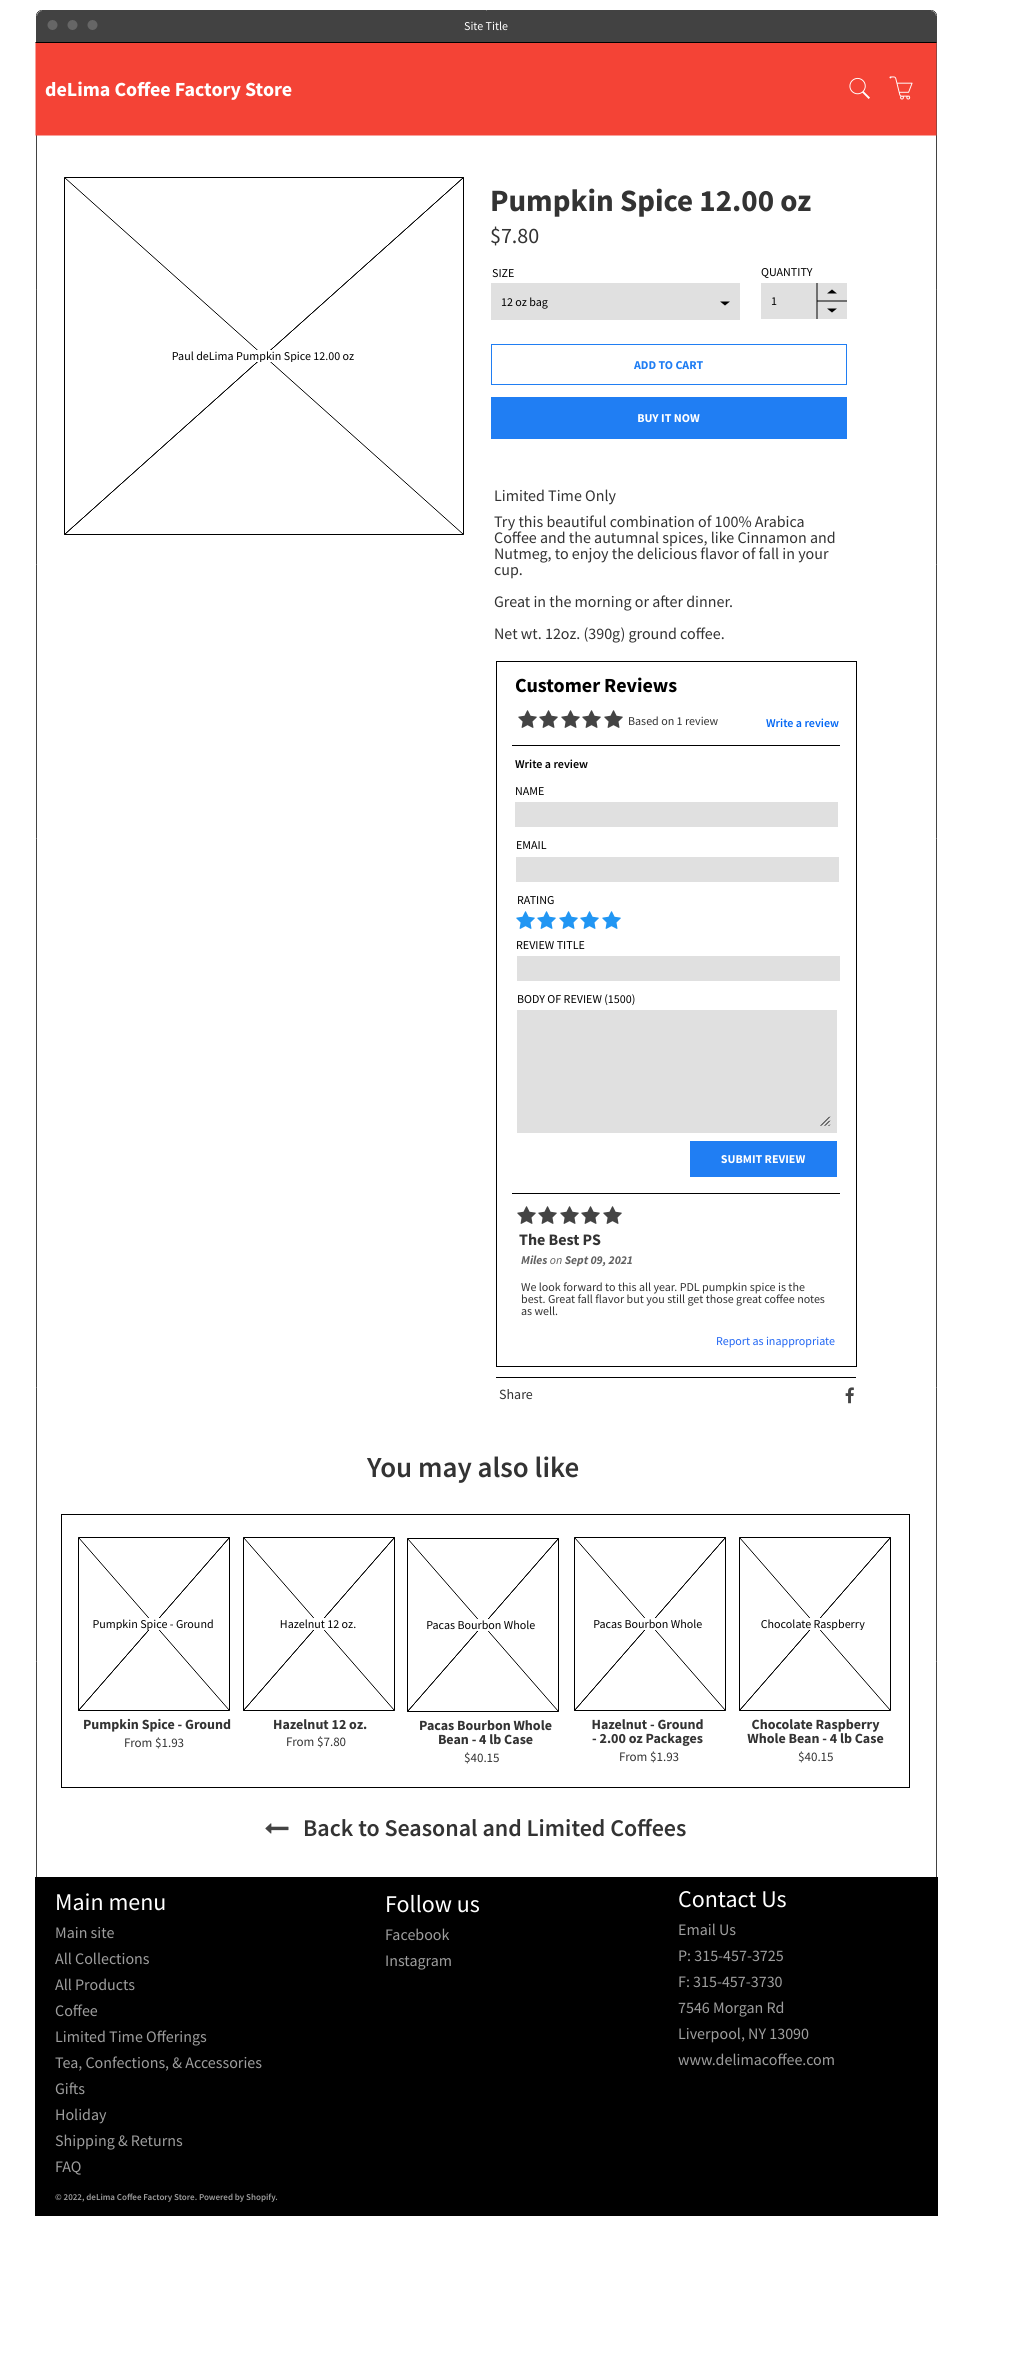 Site Title
deLima Coffee Factory Store
Paul deLima Pumpkin Spice 12.00 oz
Pumpkin Spice 12.00 oz
$7.80
SIZE
QUANTITY
12 oz bag
1
ADD TO CART
BUY IT NOW
Limited Time Only
Try this beautiful combination of 100% Arabica
Coffee and the autumnal spices, like Cinnamon and
Nutmeg, to enjoy the delicious flavor of fall in your
cup.
Great in the morning or after dinner.
Net wt. 12oz. (390g) ground coffee.
Customer Reviews
Based on 1 review
Write a review
Write a review
NAME
EMAIL
RATING
REVIEW TITLE
BODY OF REVIEW (1500)
SUBMIT REVIEW
The Best PS
Miles on Sept 09, 2021
We look forward to this all year. PDL pumpkin spice is the
best. Great fall flavor but you still get those great coffee notes
as well.
Report as inappropriate
Share
You may also like
Pumpkin Spice - Ground
Hazelnut 12 oz.
Pacas Bourbon Whole
Pacas Bourbon Whole
Chocolate Raspberry
Pumpkin Spice - Ground
From $1.93
Hazelnut 12 oz.
From $7.80
Pacas Bourbon Whole
Bean - 4 lb Case
$40.15
Hazelnut - Ground
- 2.00 oz Packages
From $1.93
Chocolate Raspberry
Whole Bean - 4 lb Case
$40.15
Back to Seasonal and Limited Coffees
Main menu
Main site
All Collections
All Products
Coffee
Limited Time Offerings
Tea, Confections, & Accessories
Gifts
Holiday
Shipping & Returns
FAQ
Follow us
Facebook
Instagram
Contact Us
Email Us
P: 315-457-3725
F: 315-457-3730
7546 Morgan Rd
Liverpool, NY 13090
www.delimacoffee.com
© 2022, deLima Coffee Factory Store. Powered by Shopify.